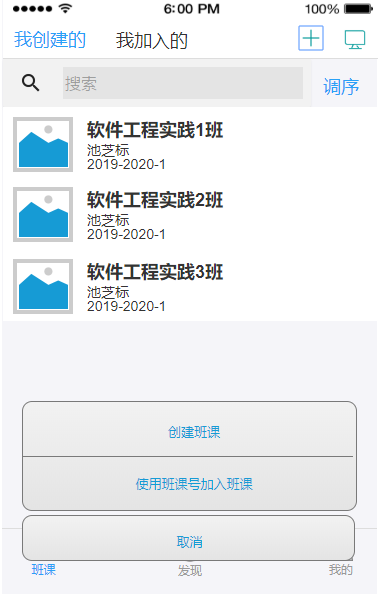 6:00 PM 100%
我创建的 我加入的
搜索 调序
软件工程实践1班
池芝标
2019-2020-1
软件工程实践2班
池芝标
2019-2020-1
软件工程实践3班
池芝标
2019-2020-1
创建班课
使用班课号加入班课
取消
班课 发现 我的